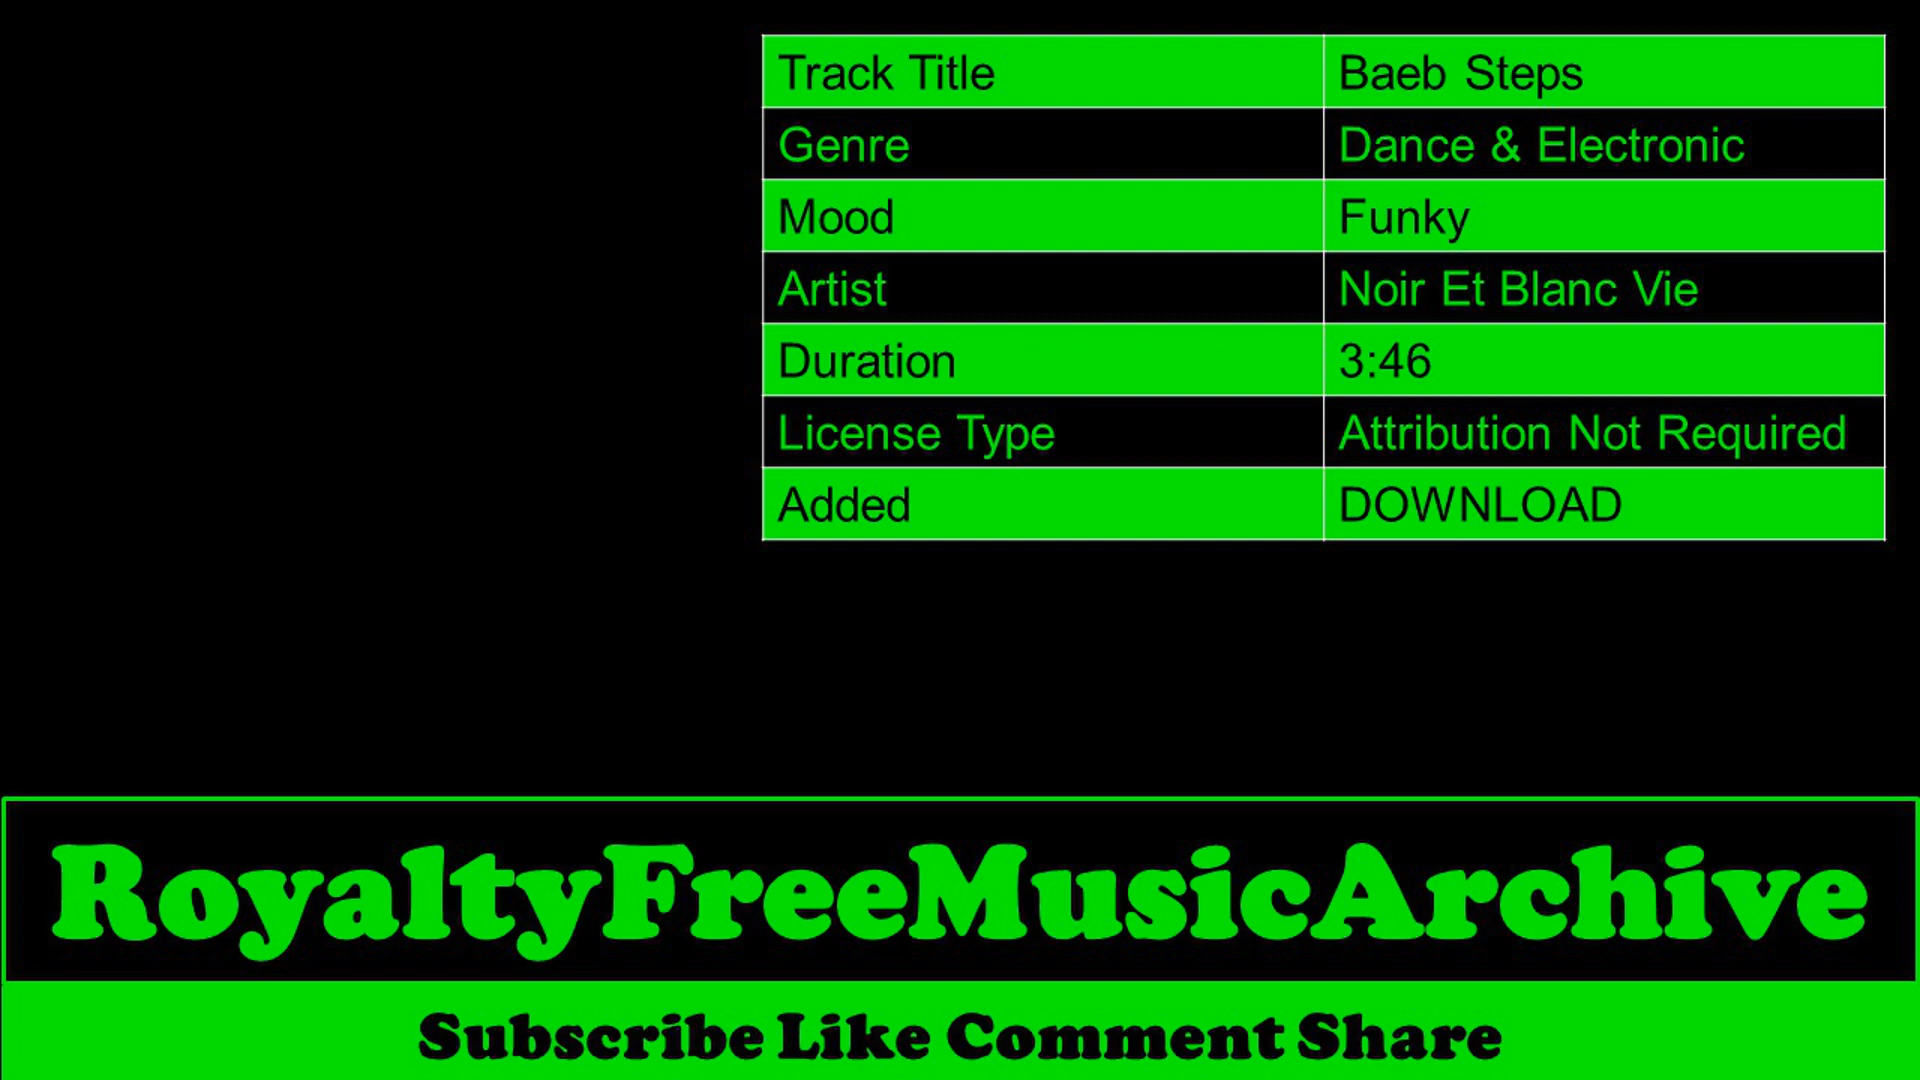 Track Title Baeb Steps
Genre Dance & Electronic
Mood Funky
Artist Noir Et Blanc Vie
Duration 3:46
License Type Attribution Not Required
Added DOWNLOAD
RoyaltyFreeMusicArchive
Subscribe Like Comment Share